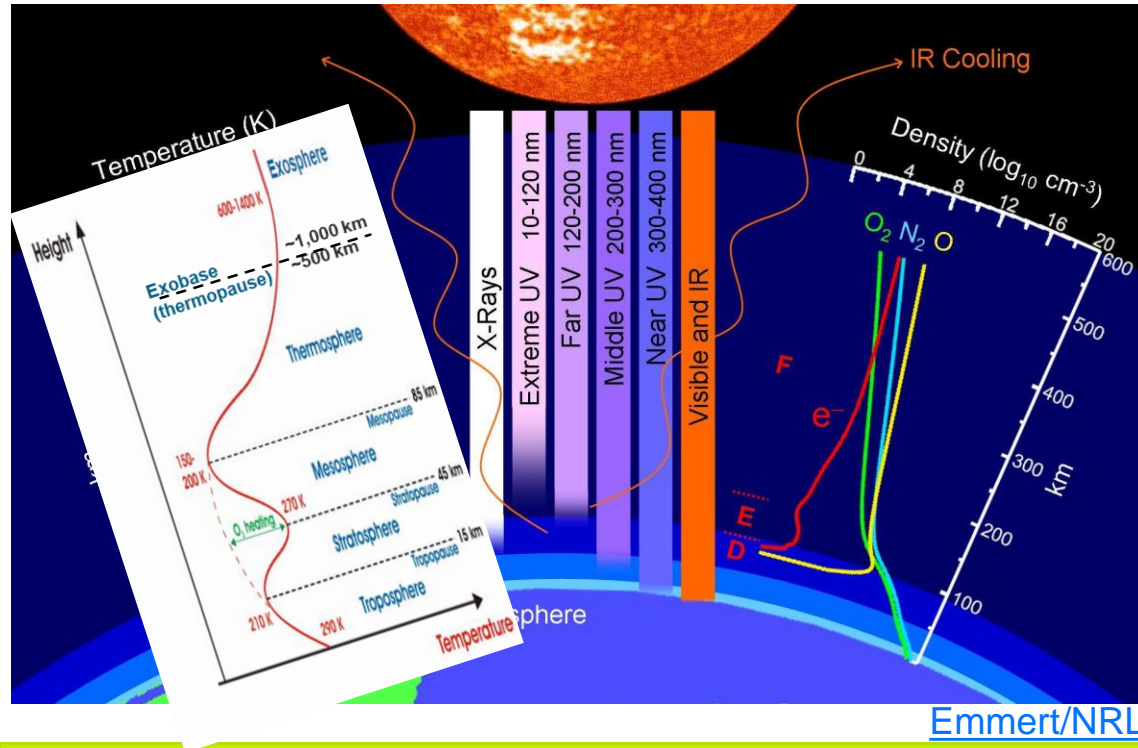 IR Cooling
Temperature (K)
Exosphere
600-1400 K
Height
~1,000 km
~500 km
Exobase
(thermopause)
Thermosphere
85 km
Mesopause
150-
200 K
Mesosphere
45 km
270 K
Stratopause
O₃ heating
Stratosphere
15 km
Tropopause
210 K
Troposphere
290 K
Temperature
sphere
X-Rays
Extreme UV 10-120 nm
Far UV 120-200 nm
Middle UV 200-300 nm
Near UV 300-400 nm
Visible and IR
Density (log₁₀ cm⁻³)
0 4 8 12 16 20
O₂ N₂ O
600
500
400
300
200
100
km
F
e⁻
E
D
Emmert/NRL